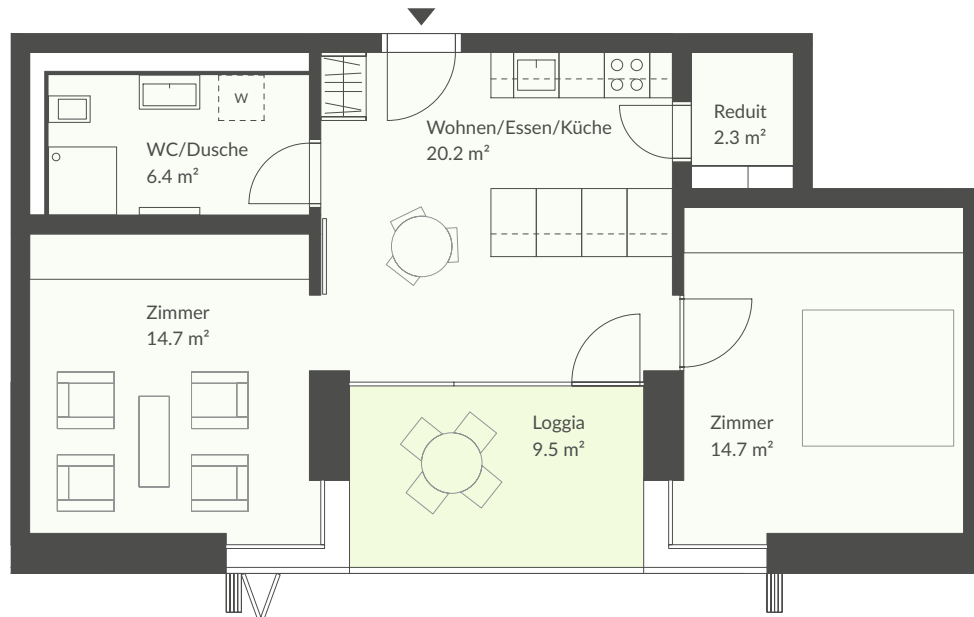 W
WC/Dusche
6.4 m²
Wohnen/Essen/Küche
20.2 m²
Reduit
2.3 m²
Zimmer
14.7 m²
Loggia
9.5 m²
Zimmer
14.7 m²